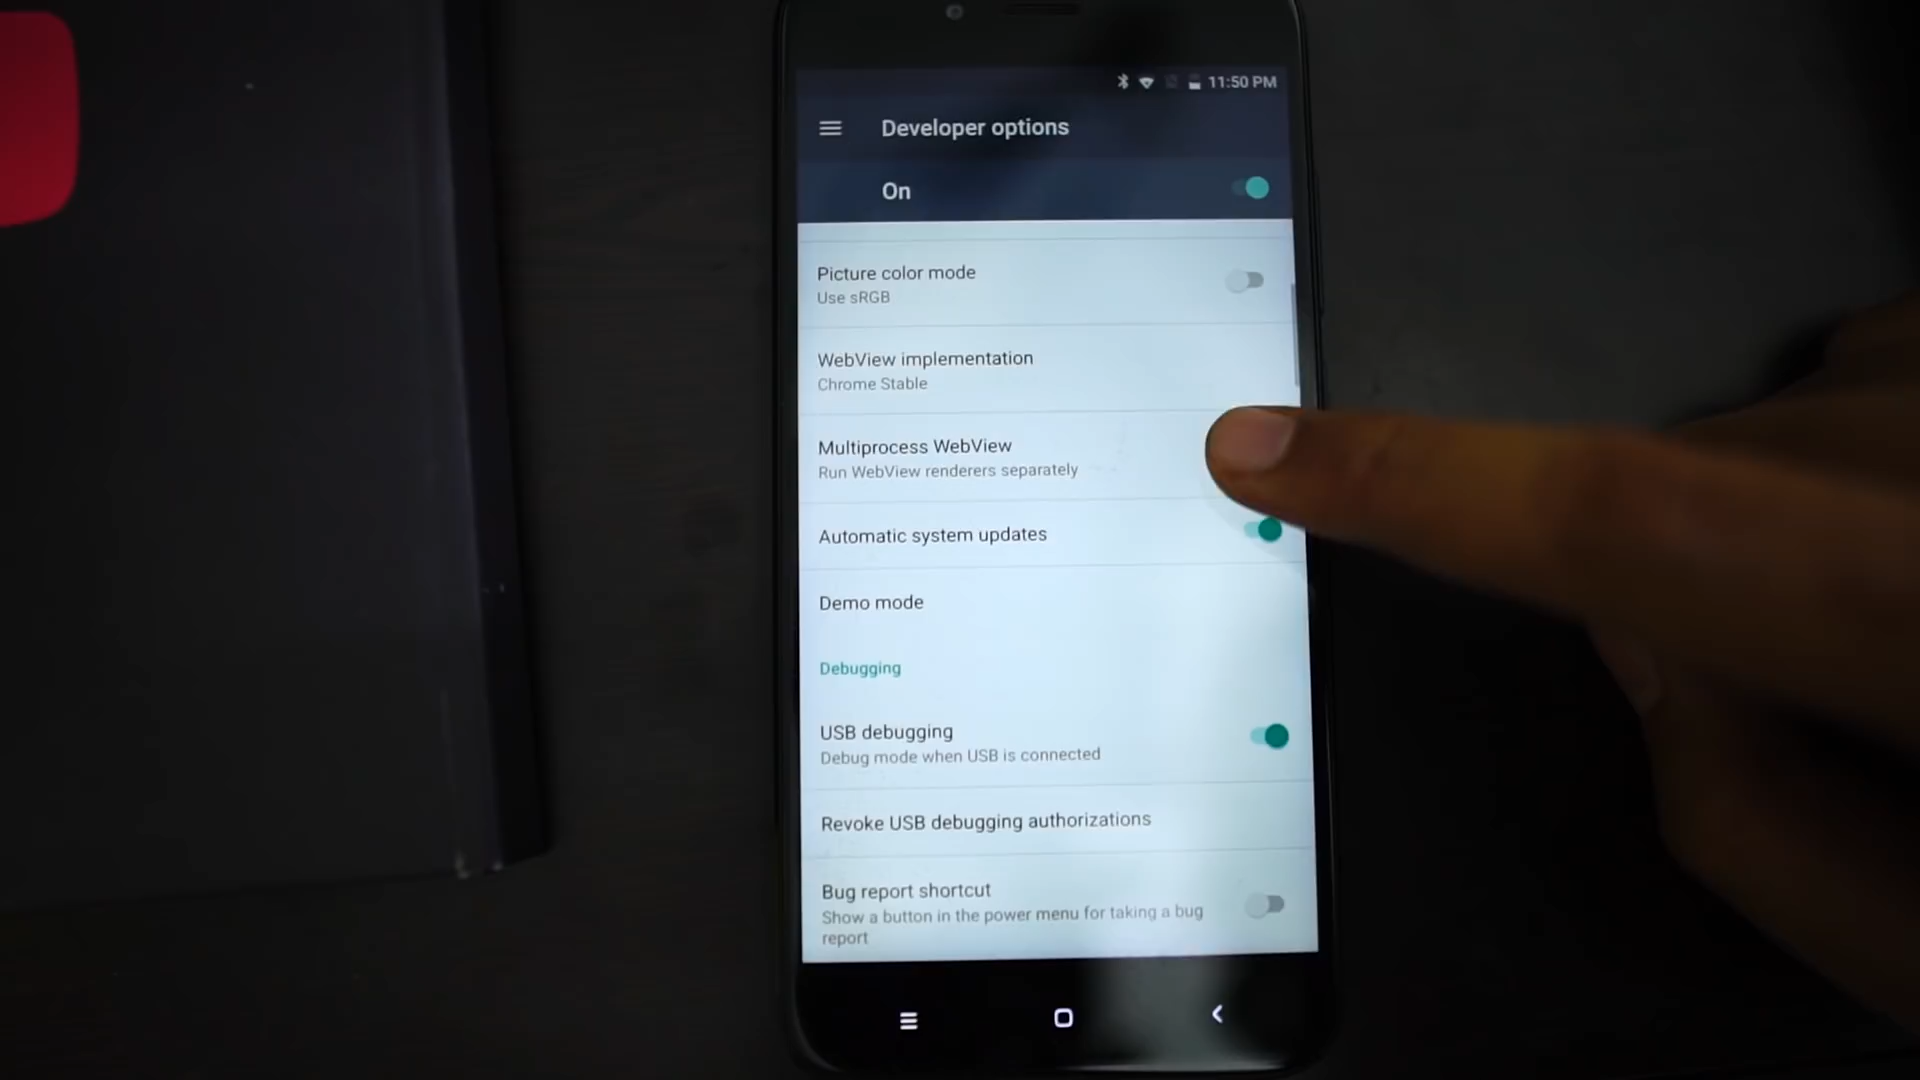 11:50 PM
Developer options
On
Picture color mode
Use sRGB
WebView implementation
Chrome Stable
Multiprocess WebView
Run WebView renderers separately
Automatic system updates
Demo mode
Debugging
USB debugging
Debug mode when USB is connected
Revoke USB debugging authorizations
Bug report shortcut
Show a button in the power menu for taking a bug
report